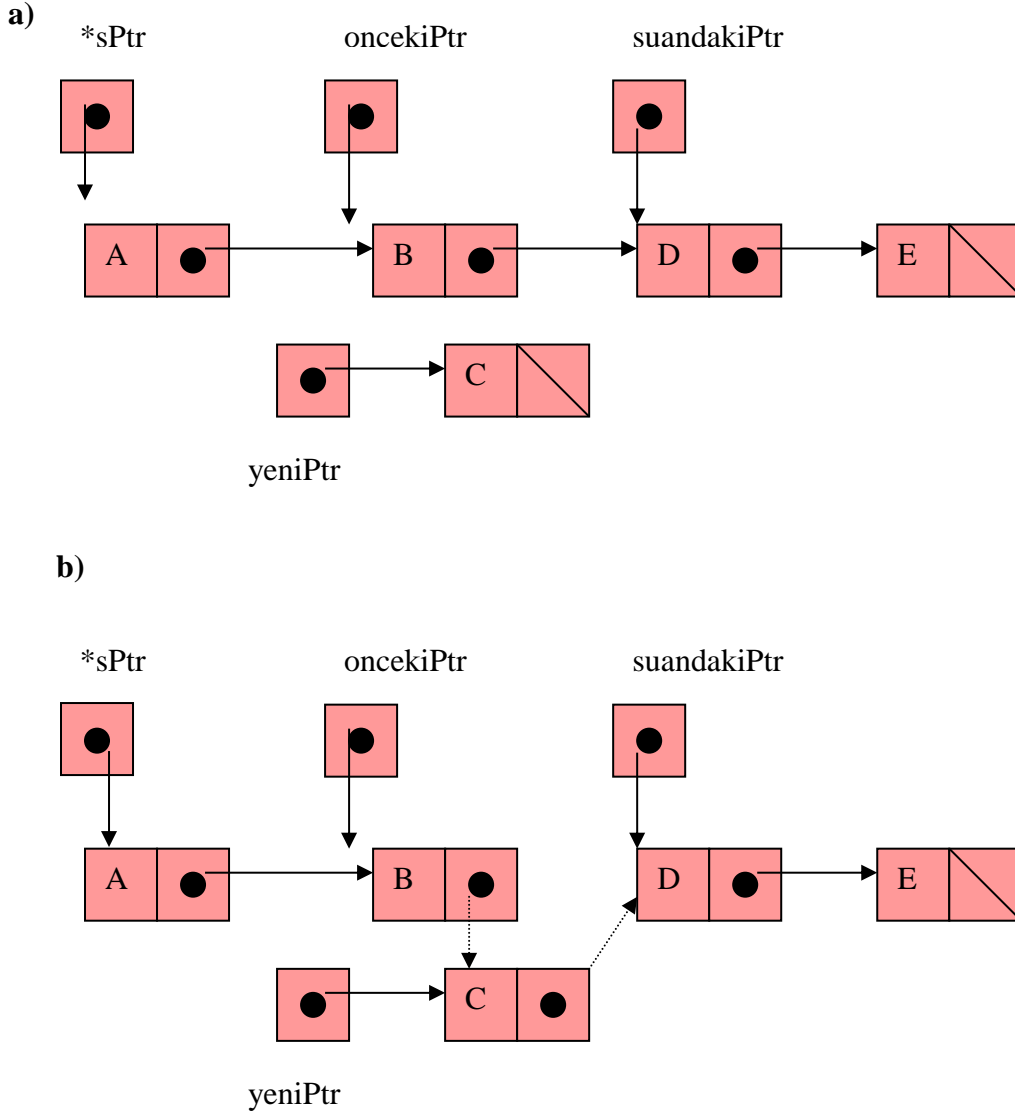 a)
*sPtr oncekiPtr suandakiPtr
A B D E
C
yeniPtr
b)
*sPtr oncekiPtr suandakiPtr
A B D E
C
yeniPtr